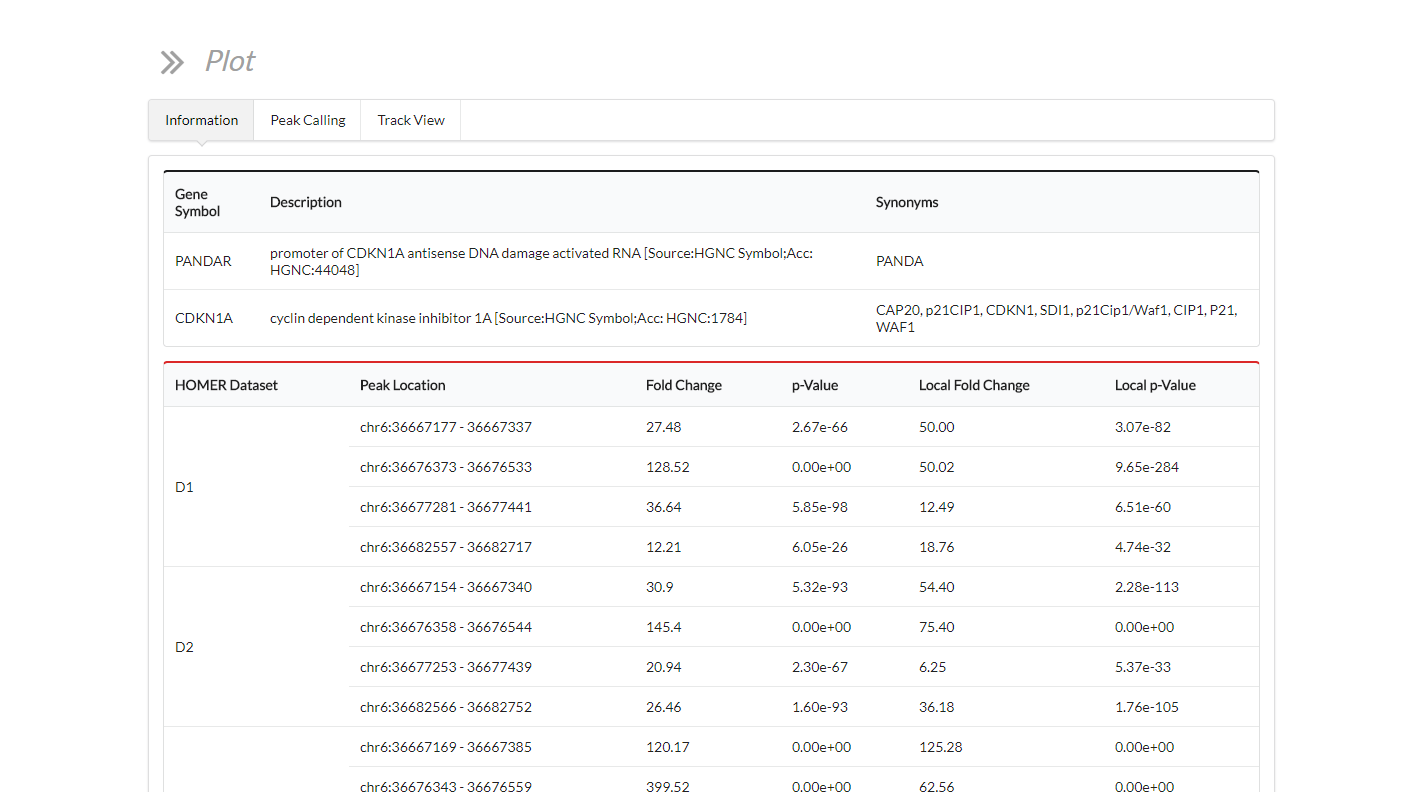 Plot
Information Peak Calling Track View
Gene Symbol Description Synonyms
PANDAR promoter of CDKN1A antisense DNA damage activated RNA [Source:HGNC Symbol;Acc: HGNC:44048] PANDA
CDKN1A cyclin dependent kinase inhibitor 1A [Source:HGNC Symbol;Acc: HGNC:1784] CAP20, p21CIP1, CDKN1, SDI1, p21Cip1/Waf1, CIP1, P21, WAF1
HOMER Dataset Peak Location Fold Change p-Value Local Fold Change Local p-Value
D1
chr6:36667177 - 36667337 27.48 2.67e-66 50.00 3.07e-82
chr6:36676373 - 36676533 128.52 0.00e+00 50.02 9.65e-284
chr6:36677281 - 36677441 36.64 5.85e-98 12.49 6.51e-60
chr6:36682557 - 36682717 12.21 6.05e-26 18.76 4.74e-32
D2
chr6:36667154 - 36667340 30.9 5.32e-93 54.40 2.28e-113
chr6:36676358 - 36676544 145.4 0.00e+00 75.40 0.00e+00
chr6:36677253 - 36677439 20.94 2.30e-67 6.25 5.37e-33
chr6:36682566 - 36682752 26.46 1.60e-93 36.18 1.76e-105
chr6:36667169 - 36667385 120.17 0.00e+00 125.28 0.00e+00
chr6:36676343 - 36676559 399.52 0.00e+00 62.56 0.00e+00